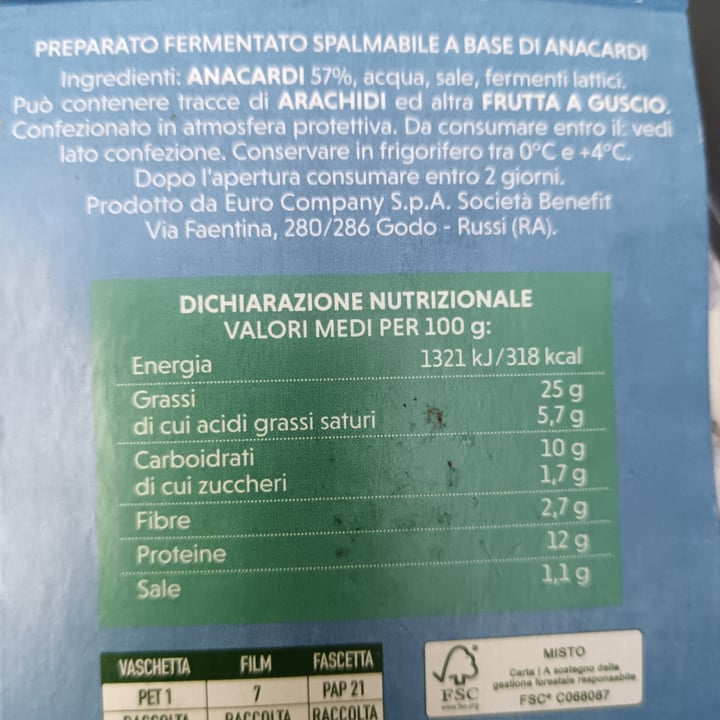 PREPARATO FERMENTATO SPALMABILE A BASE DI ANACARDI
Ingredienti: ANACARDI 57%, acqua, sale, fermenti lattici.
Può contenere tracce di ARACHIDI ed altra FRUTTA A GUSCIO.
Confezionato in atmosfera protettiva. Da consumare entro il: vedi
lato confezione. Conservare in frigorifero tra 0°C e +4°C.
Dopo l'apertura consumare entro 2 giorni.
Prodotto da Euro Company S.p.A. Società Benefit
Via Faentina, 280/286 Godo - Russi (RA).
DICHIARAZIONE NUTRIZIONALE
VALORI MEDI PER 100 g:
Energia 1321 kJ/318 kcal
Grassi 25 g
di cui acidi grassi saturi 5,7 g
Carboidrati 10 g
di cui zuccheri 1,7 g
Fibre 2,7 g
Proteine 12 g
Sale 1,1 g
VASCHETTA FILM FASCETTA
PET 1 7 PAP 21
RACCOLTA RACCOLTA RACCOLTA
FSC
www.fsc.org
MISTO
Carta | A sostegno della
gestione forestale responsabile
FSC® C068087